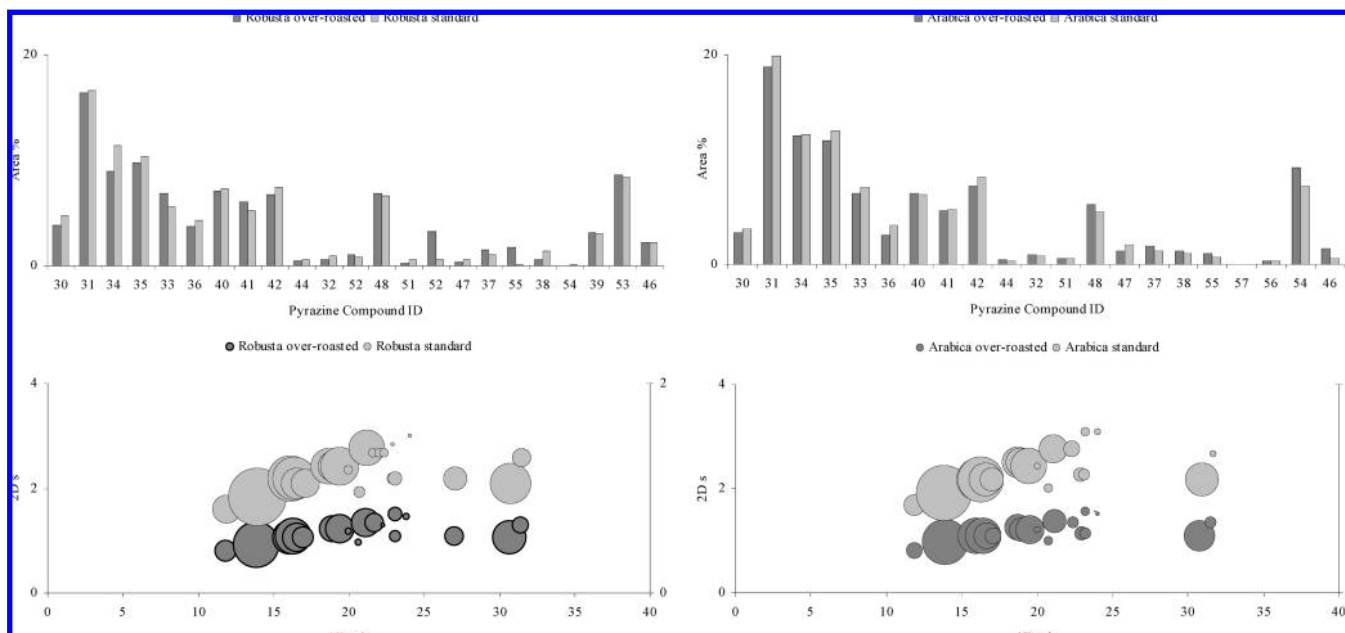 Robusta over-roasted Robusta standard
20
Area %
0
30 31 34 35 33 36 40 41 42 44 32 52 48 51 52 47 37 55 38 54 39 53 46
Pyrazine Compound ID
Arabica over-roasted Arabica standard
20
Area %
0
30 31 34 35 33 36 40 41 42 44 32 51 48 47 37 38 55 57 56 54 46
Pyrazine Compound ID
Robusta over-roasted Robusta standard
4
2
2D s
2
0
0
0 5 10 15 20 25 30 35 40
Arabica over-roasted Arabica standard
4
2D s
2
0
0 5 10 15 20 25 30 35 40